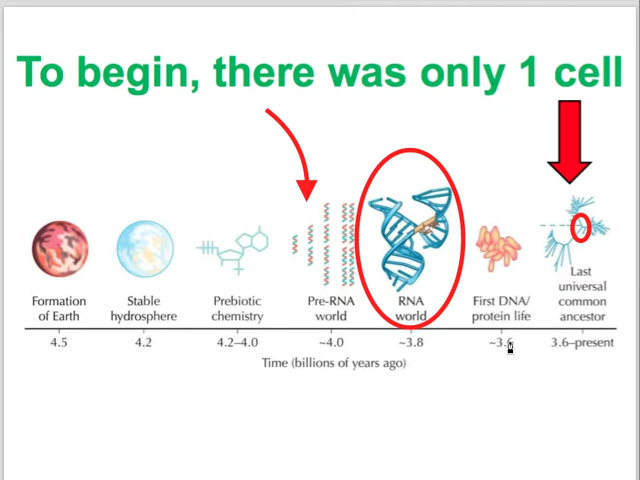 To begin, there was only 1 cell
Formation
of Earth
Stable
hydrosphere
Prebiotic
chemistry
Pre-RNA
world
RNA
world
First DNA/
protein life
Last
universal
common
ancestor
4.5
4.2
4.2–4.0
~4.0
~3.8
3.6–present
Time (billions of years ago)